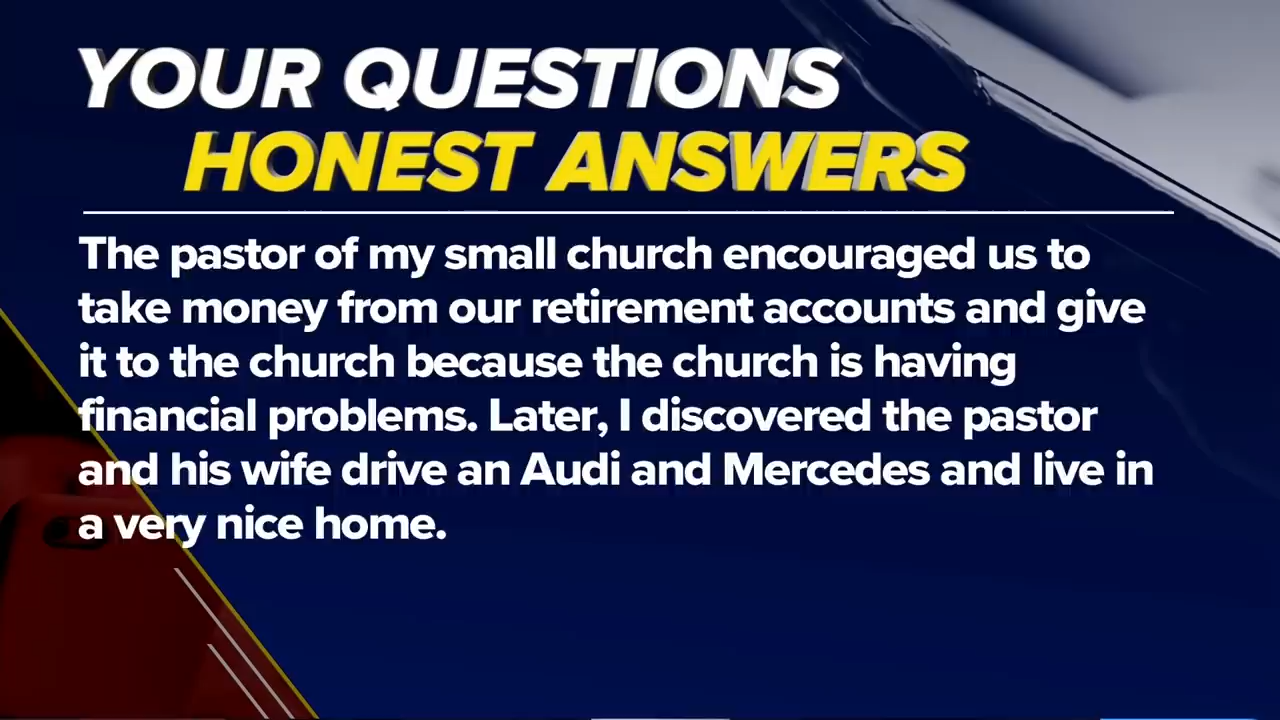 YOUR QUESTIONS
HONEST ANSWERS
The pastor of my small church encouraged us to
take money from our retirement accounts and give
it to the church because the church is having
financial problems. Later, I discovered the pastor
and his wife drive an Audi and Mercedes and live in
a very nice home.